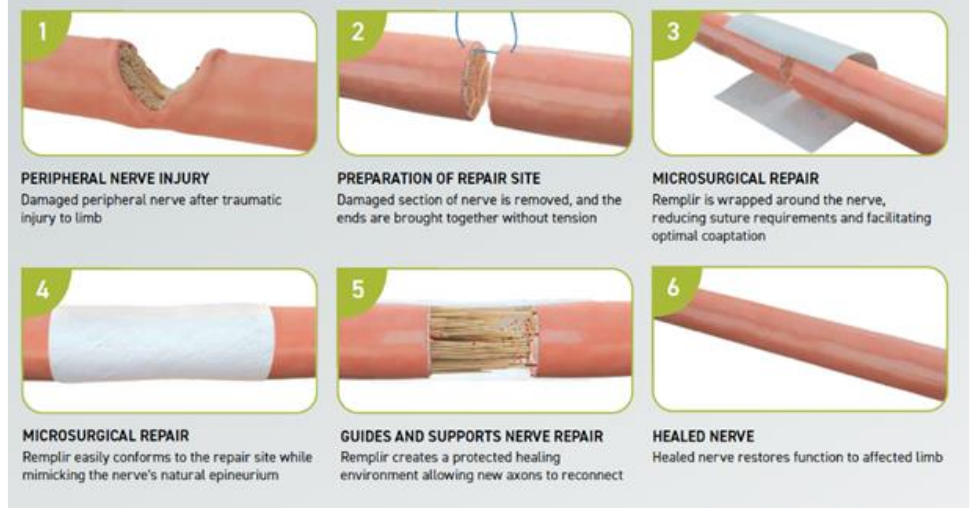 1
PERIPHERAL NERVE INJURY
Damaged peripheral nerve after traumatic
injury to limb
2
PREPARATION OF REPAIR SITE
Damaged section of nerve is removed, and the
ends are brought together without tension
3
MICROSURGICAL REPAIR
Remplir is wrapped around the nerve,
reducing suture requirements and facilitating
optimal coaptation
4
MICROSURGICAL REPAIR
Remplir easily conforms to the repair site while
mimicking the nerve's natural epineurium
5
GUIDES AND SUPPORTS NERVE REPAIR
Remplir creates a protected healing
environment allowing new axons to reconnect
6
HEALED NERVE
Healed nerve restores function to affected limb